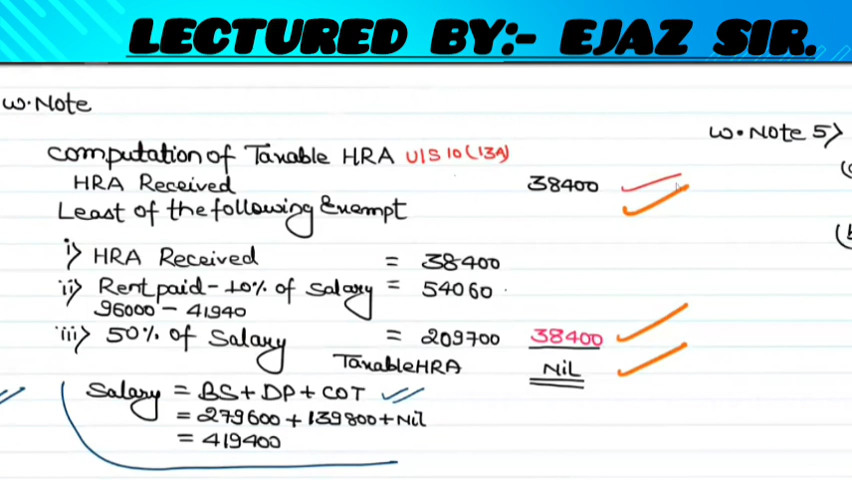 LECTURED BY:- EJAZ SIR.
W.Note
Computation of Taxable HRA U/S 10(13A)
HRA Received 38400
Least of the following Exempt
i) HRA Received = 38400
ii) Rent paid - 10% of Salary = 54060
96000 - 41940
iii) 50% of Salary = 209700 38400
Taxable HRA Nil
Salary = BS + DP + COT
= 279600 + 139800 + Nil
= 419400
W.Note 5)
(b